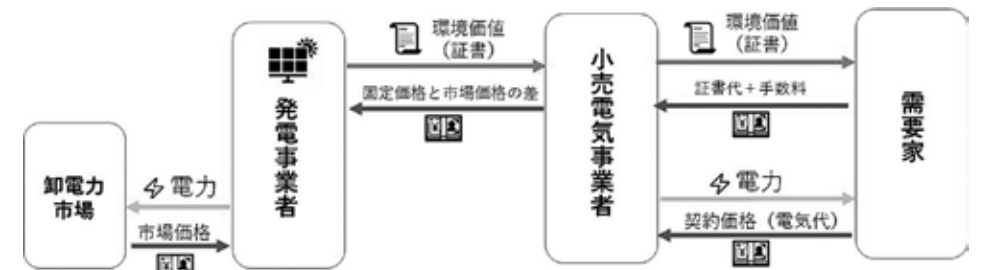 環境価値
（証書）
固定価格と市場価格の差
発電事業者
卸電力
市場
電力
市場価格
小売電気事業者
環境価値
（証書）
証書代＋手数料
電力
契約価格（電気代）
需要家